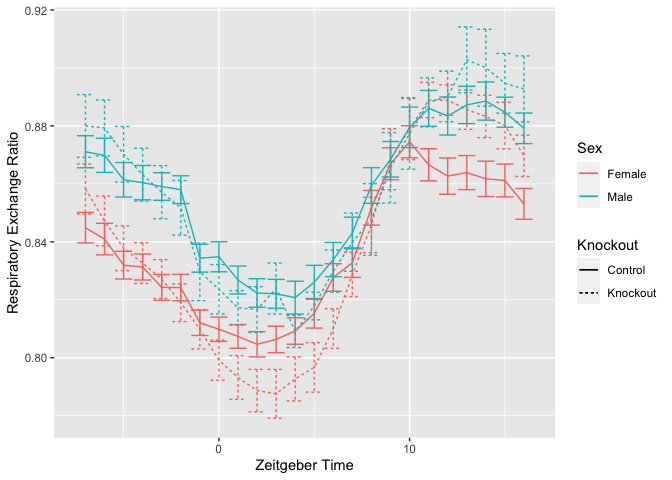 0.92
0.88
0.84
0.80
0
10
Zeitgeber Time
Respiratory Exchange Ratio
Sex
Female
Male
Knockout
Control
Knockout